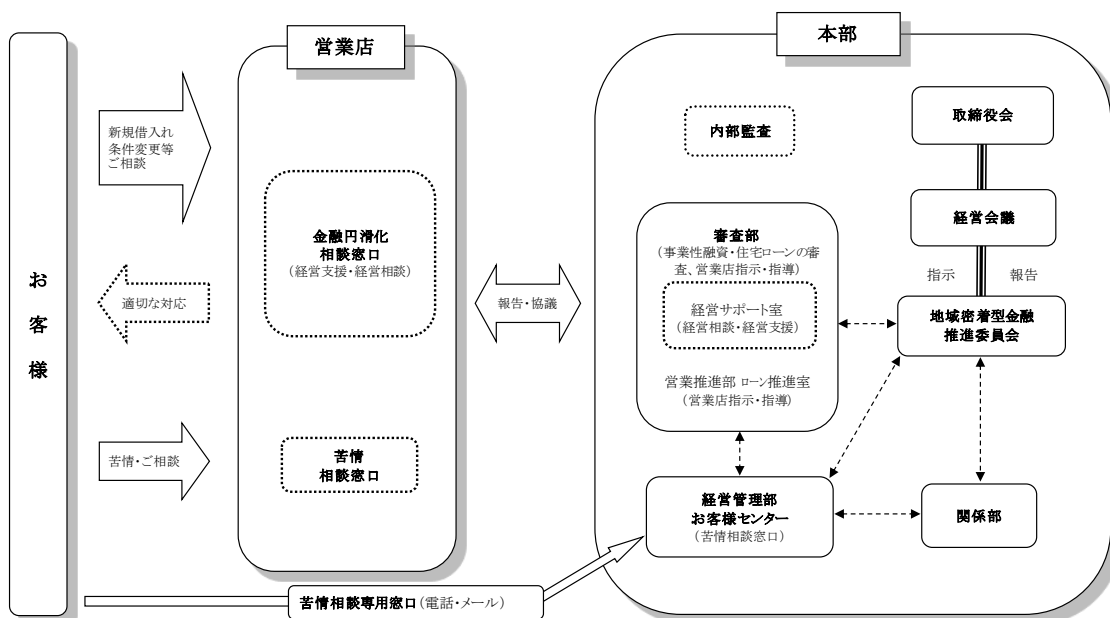 営業店
本部
お
客
様
新規借入れ
条件変更等
ご相談
適切な対応
苦情・ご相談
金融円滑化
相談窓口
(経営支援・経営相談)
苦情
相談窓口
報告・協議
内部監査
取締役会
経営会議
指示
報告
審査部
(事業性融資・住宅ローンの審
査、営業店指示・指導)
経営サポート室
(経営相談・経営支援)
営業推進部 ローン推進室
(営業店指示・指導)
地域密着型金融
推進委員会
経営管理部
お客様センター
(苦情相談窓口)
関係部
苦情相談専用窓口(電話・メール)